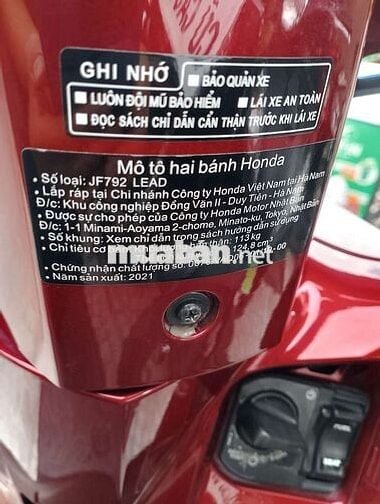 GHI NHỚ
■ BẢO QUẢN XE
■ LUÔN ĐỘI MŨ BẢO HIỂM ■ LÁI XE AN TOÀN
■ ĐỌC SÁCH CHỈ DẪN CẨN THẬN TRƯỚC KHI LÁI XE
Mô tô hai bánh Honda
• Số loại: JF792 LEAD
• Lắp ráp tại Chi nhánh Công ty Honda Việt Nam tại Hà Nam
Đ/c: Khu công nghiệp Đồng Văn II - Duy Tiên - Hà Nam
• Được sự cho phép của Công ty Honda Motor Nhật Bản
Đ/c: 1-1 Minami-Aoyama 2-chome, Minato-ku, Tokyo, Nhật Bản
• Số khung: Xem chỉ dẫn trong sách hướng dẫn sử dụng
• Chỉ tiêu cơ bản thân: 113 kg
124,8 cm³
• Chứng nhận chất lượng số:
• Năm sản xuất: 2021
muaban.net
FUEL
SEAT